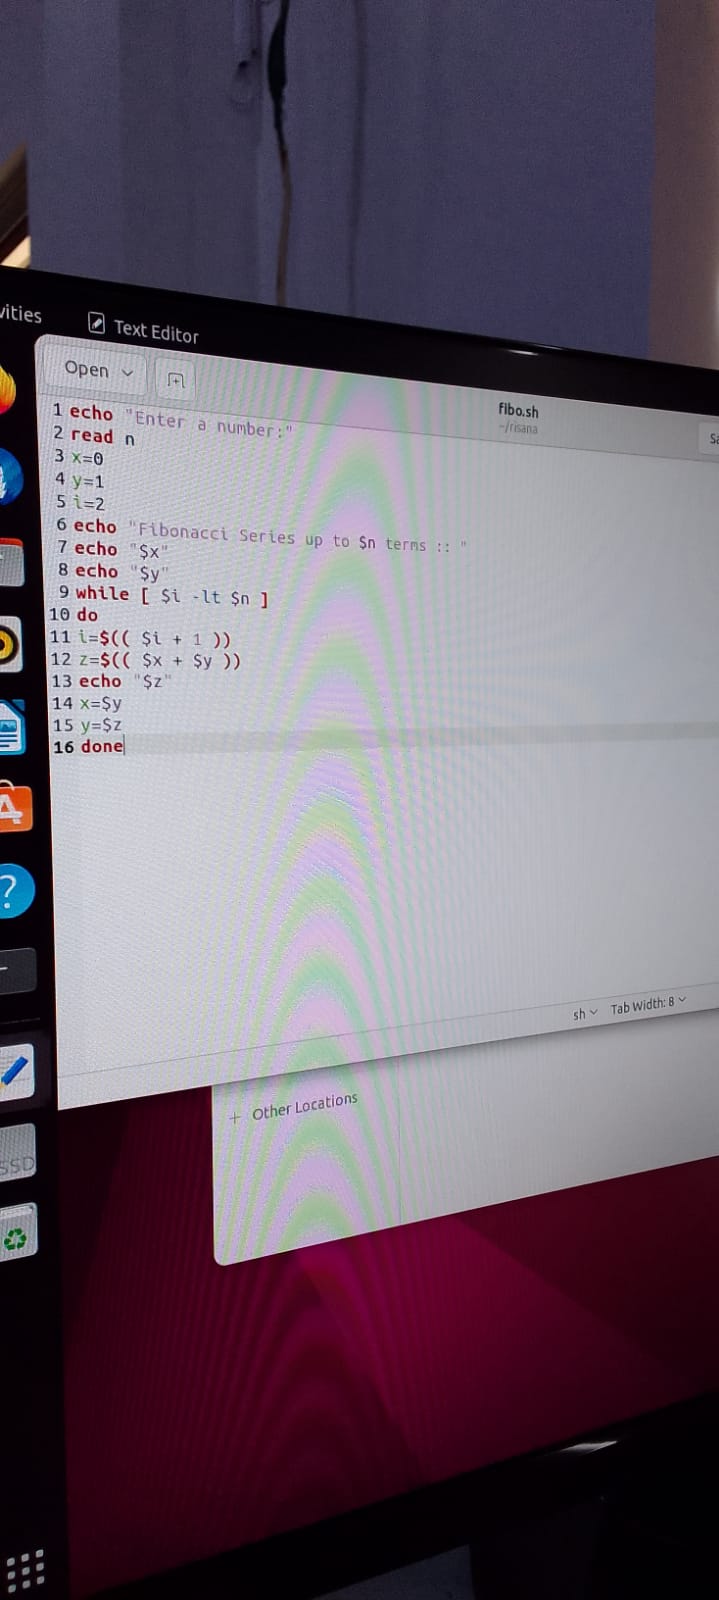 vities
Text Editor
Open
fibo.sh
~/risana
1 echo "Enter a number:"
2 read n
3 x=0
4 y=1
5 i=2
6 echo "Fibonacci Series up to $n terms :: "
7 echo "$x"
8 echo "$y"
9 while [ $i -lt $n ]
10 do
11 i=$(( $i + 1 ))
12 z=$(( $x + $y ))
13 echo "$z"
14 x=$y
15 y=$z
16 done
sh Tab Width: 8
+ Other Locations
SSD